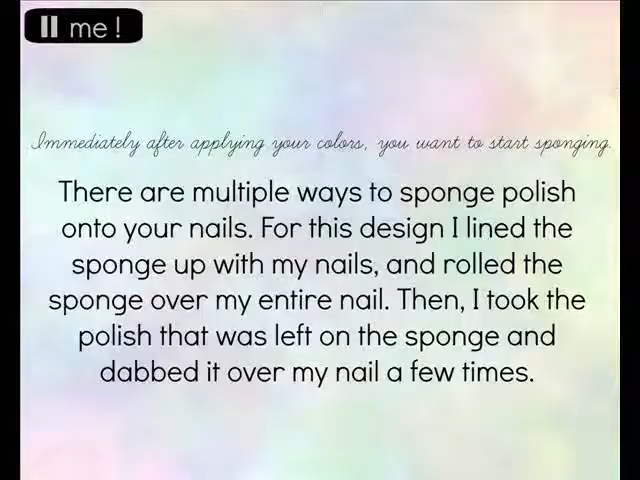 me !
Immediately after applying your colors, you want to start sponging.
There are multiple ways to sponge polish
onto your nails. For this design I lined the
sponge up with my nails, and rolled the
sponge over my entire nail. Then, I took the
polish that was left on the sponge and
dabbed it over my nail a few times.